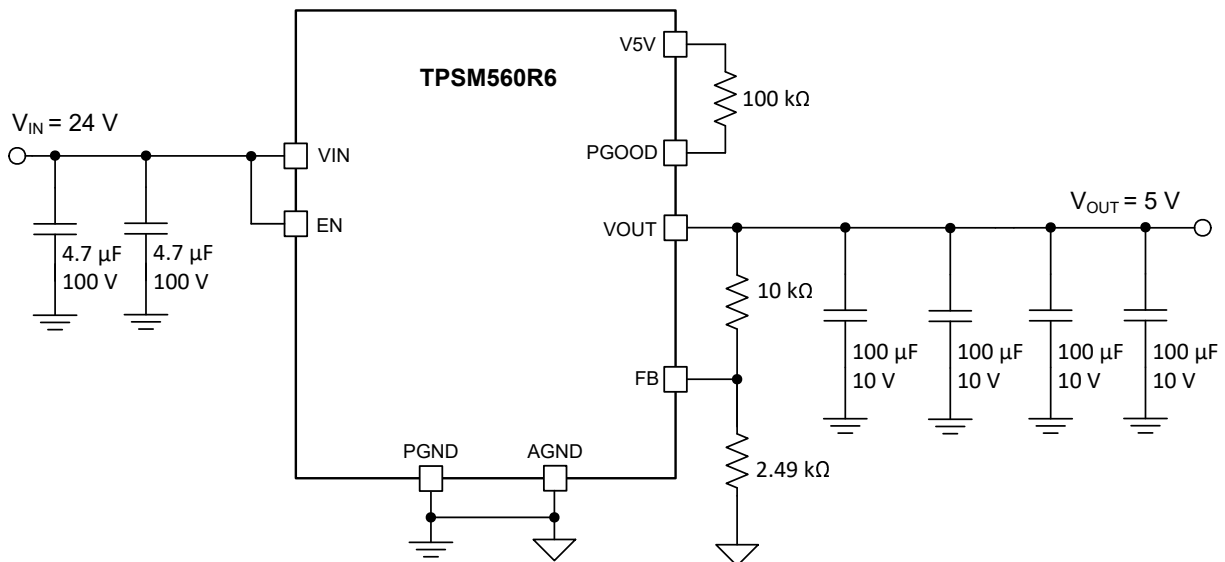 V5V
TPSM560R6
100 kΩ
VIN = 24 V
VIN
PGOOD
EN
VOUT
VOUT = 5 V
4.7 µF
100 V
4.7 µF
100 V
10 kΩ
100 µF
10 V
100 µF
10 V
100 µF
10 V
100 µF
10 V
FB
PGND
AGND
2.49 kΩ